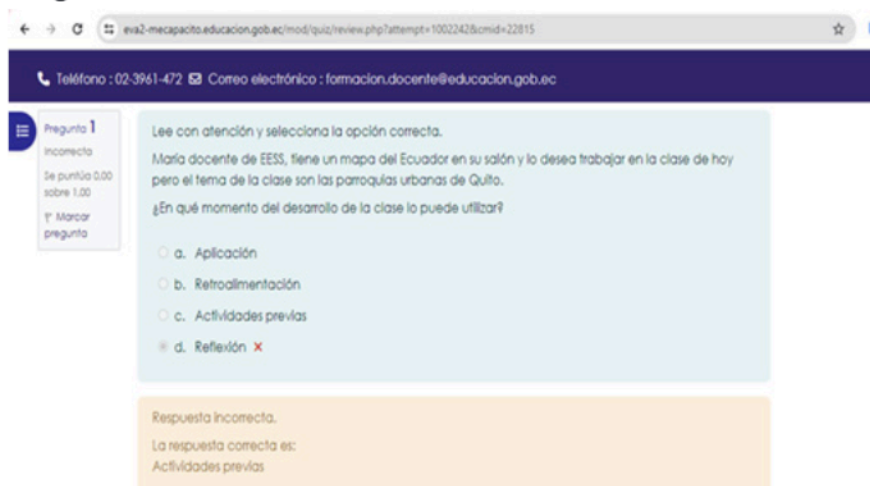 eva2-mecapacito.educacion.gob.ec/mod/quiz/review.php?attempt=1002242&cmid=22815
Teléfono : 02-3961-472 Correo electrónico : formacion.docente@educacion.gob.ec
Pregunta 1
Incorrecta
Se puntúa 0,00
sobre 1,00
Marcar
pregunta
Lee con atención y selecciona la opción correcta.
María docente de EESS, tiene un mapa del Ecuador en su salón y lo desea trabajar en la clase de hoy
pero el tema de la clase son las parroquias urbanas de Quito.
¿En qué momento del desarrollo de la clase lo puede utilizar?
a. Aplicación
b. Retroalimentación
c. Actividades previas
d. Reflexión
Respuesta incorrecta.
La respuesta correcta es:
Actividades previas